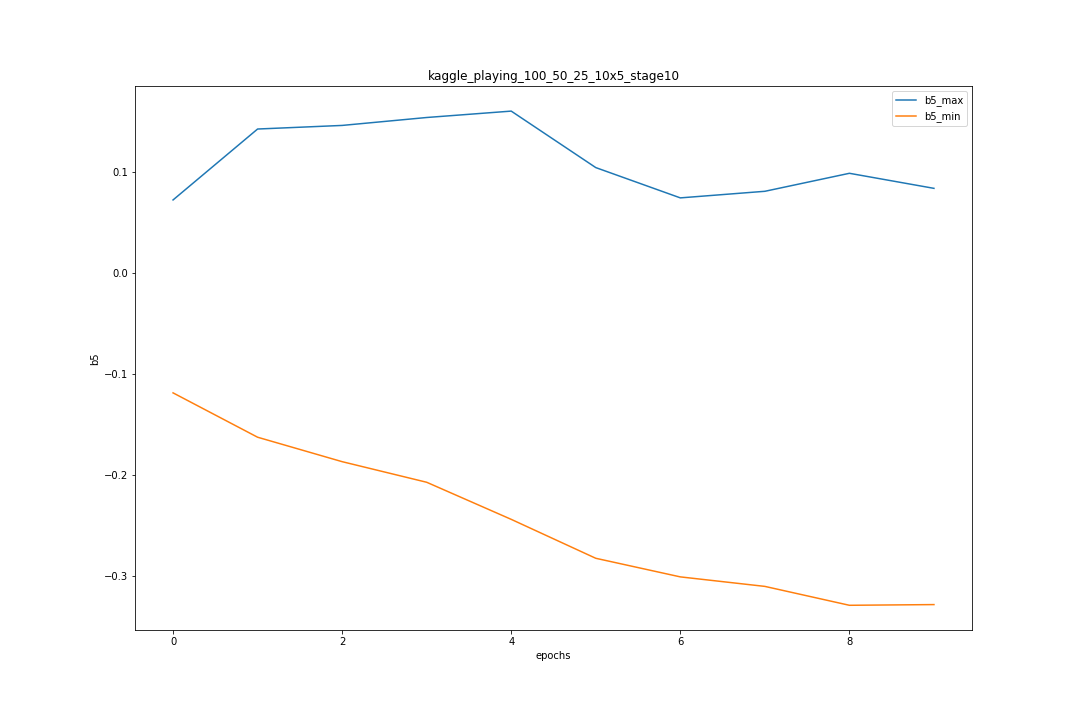 kaggle_playing_100_50_25_10x5_stage10
b5_max
b5_min
0.1
0.0
−0.1
−0.2
−0.3
b5
0 2 4 6 8
epochs